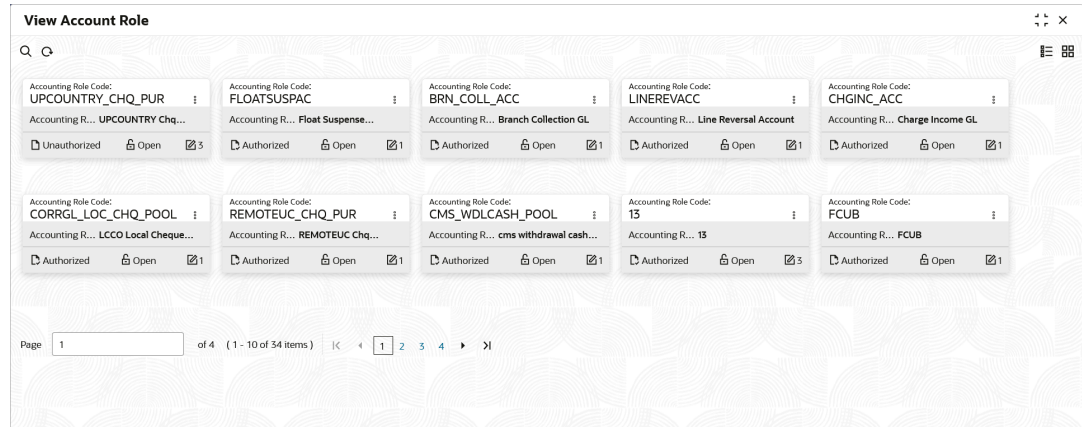 View Account Role
Accounting Role Code:
UPCOUNTRY_CHQ_PUR
Accounting R... UPCOUNTRY Chq...
Unauthorized Open 3
Accounting Role Code:
FLOATSUSPAC
Accounting R... Float Suspense...
Authorized Open 1
Accounting Role Code:
BRN_COLL_ACC
Accounting R... Branch Collection GL
Authorized Open 1
Accounting Role Code:
LINEREVACC
Accounting R... Line Reversal Account
Authorized Open 1
Accounting Role Code:
CHGINC_ACC
Accounting R... Charge Income GL
Authorized Open 1
Accounting Role Code:
CORRGL_LOC_CHQ_POOL
Accounting R... LCCO Local Cheque...
Authorized Open 1
Accounting Role Code:
REMOTEUC_CHQ_PUR
Accounting R... REMOTEUC Chq...
Authorized Open 1
Accounting Role Code:
CMS_WDLCASH_POOL
Accounting R... cms withdrawal cash...
Authorized Open 1
Accounting Role Code:
13
Accounting R... 13
Authorized Open 3
Accounting Role Code:
FCUB
Accounting R... FCUB
Authorized Open 1
Page 1 of 4 ( 1 - 10 of 34 items ) 1 2 3 4